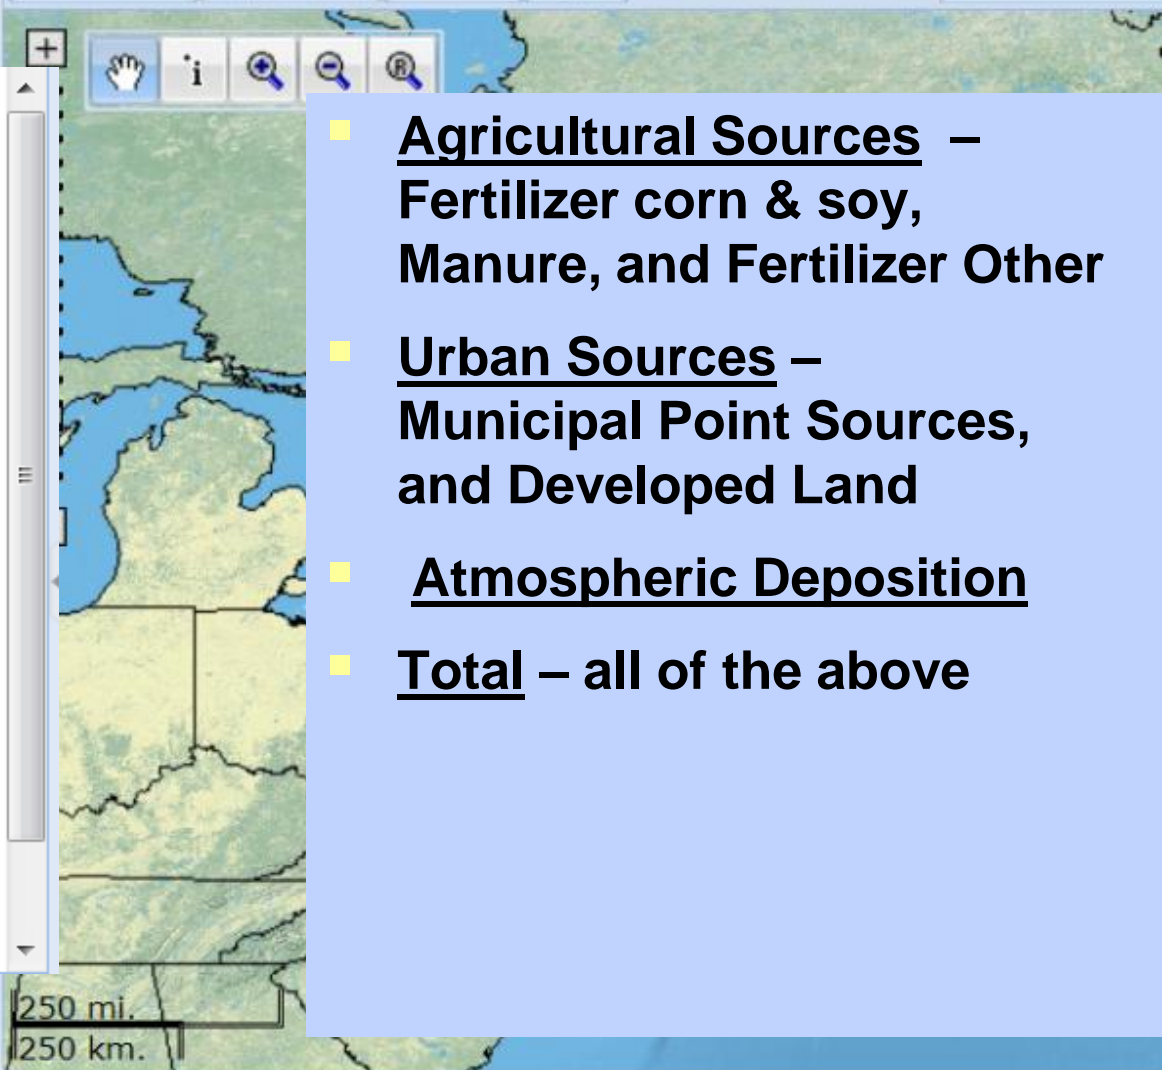 Agricultural Sources –
Fertilizer corn & soy,
Manure, and Fertilizer Other
Urban Sources –
Municipal Point Sources,
and Developed Land
Atmospheric Deposition
Total – all of the above
250 mi.
250 km.